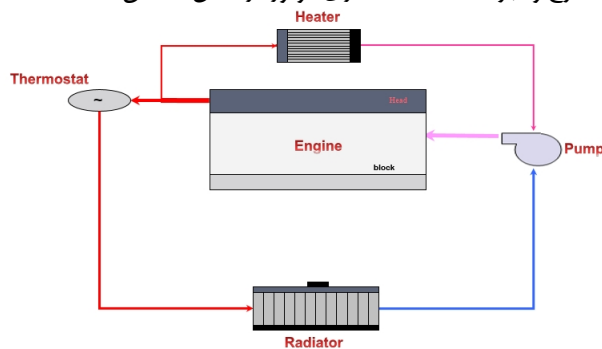 Heater
Thermostat
~
Head
Engine
block
Pump
Radiator